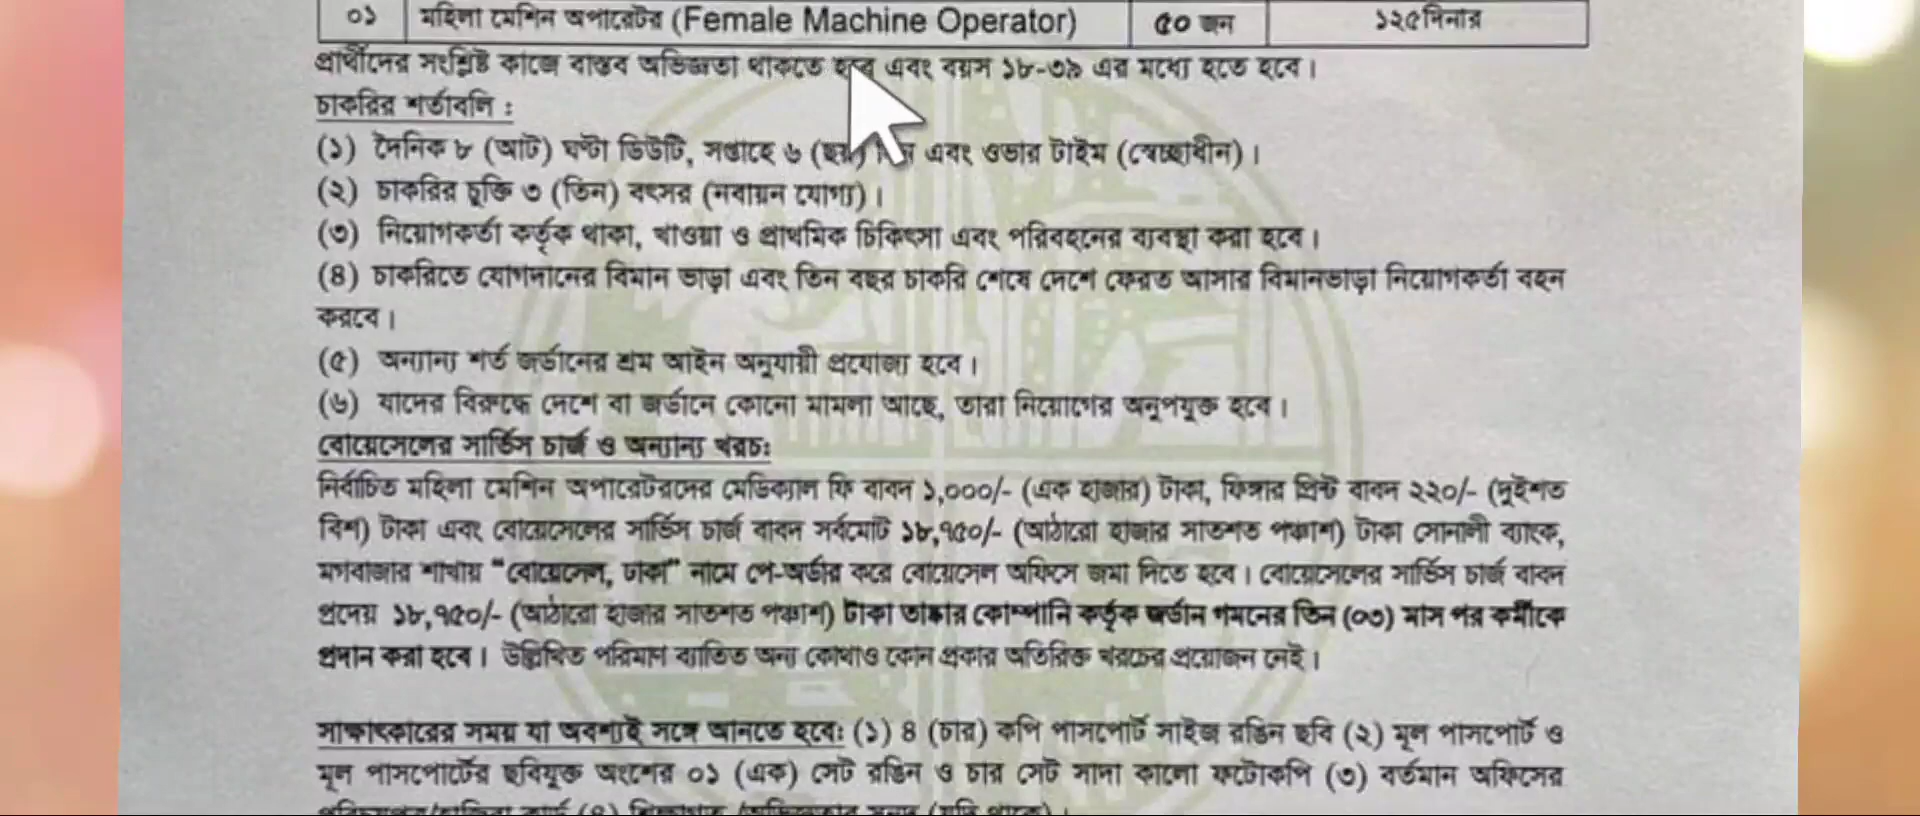 ০১ মহিলা মেশিন অপারেটর (Female Machine Operator) ৫০ জন ১২৫দিনার
প্রার্থীদের সংশ্লিষ্ট কাজে বাস্তব অভিজ্ঞতা থাকতে হবে এবং বয়স ১৮-৩৯ এর মধ্যে হতে হবে।
চাকরির শর্তাবলি :
(১) দৈনিক ৮ (আট) ঘণ্টা ডিউটি, সপ্তাহে ৬ (ছয়) দিন এবং ওভার টাইম (স্বেচ্ছাধীন)।
(২) চাকরির চুক্তি ৩ (তিন) বৎসর (নবায়ন যোগ্য)।
(৩) নিয়োগকর্তা কর্তৃক থাকা, খাওয়া ও প্রাথমিক চিকিৎসা এবং পরিবহনের ব্যবস্থা করা হবে।
(৪) চাকরিতে যোগদানের বিমান ভাড়া এবং তিন বছর চাকরি শেষে দেশে ফেরত আসার বিমানভাড়া নিয়োগকর্তা বহন
করবে।
(৫) অন্যান্য শর্ত জর্ডানের শ্রম আইন অনুযায়ী প্রযোজ্য হবে।
(৬) যাদের বিরুদ্ধে দেশে বা জর্ডানে কোনো মামলা আছে, তারা নিয়োগের অনুপযুক্ত হবে।
বোয়েসেলের সার্ভিস চার্জ ও অন্যান্য খরচঃ
নির্বাচিত মহিলা মেশিন অপারেটরদের মেডিক্যাল ফি বাবদ ১,০০০/- (এক হাজার) টাকা, ফিঙ্গার প্রিন্ট বাবদ ২২০/- (দুইশত
বিশ) টাকা এবং বোয়েসেলের সার্ভিস চার্জ বাবদ সর্বমোট ১৮,৭৫০/- (আঠারো হাজার সাতশত পঞ্চাশ) টাকা সোনালী ব্যাংক,
মগবাজার শাখায় “বোয়েসেল, ঢাকা” নামে পে-অর্ডার করে বোয়েসেল অফিসে জমা দিতে হবে। বোয়েসেলের সার্ভিস চার্জ বাবদ
প্রদেয় ১৮,৭৫০/- (আঠারো হাজার সাতশত পঞ্চাশ) টাকা তাস্কার কোম্পানি কর্তৃক জর্ডান গমনের তিন (০৩) মাস পর কর্মীকে
প্রদান করা হবে। উল্লিখিত পরিমাণ ব্যতিত অন্য কোথাও কোন প্রকার অতিরিক্ত খরচের প্রয়োজন নেই।
সাক্ষাৎকারের সময় যা অবশ্যই সঙ্গে আনতে হবে: (১) ৪ (চার) কপি পাসপোর্ট সাইজ রঙিন ছবি (২) মূল পাসপোর্ট ও
মূল পাসপোর্টের ছবিযুক্ত অংশের ০১ (এক) সেট রঙিন ও চার সেট সাদা কালো ফটোকপি (৩) বর্তমান অফিসের